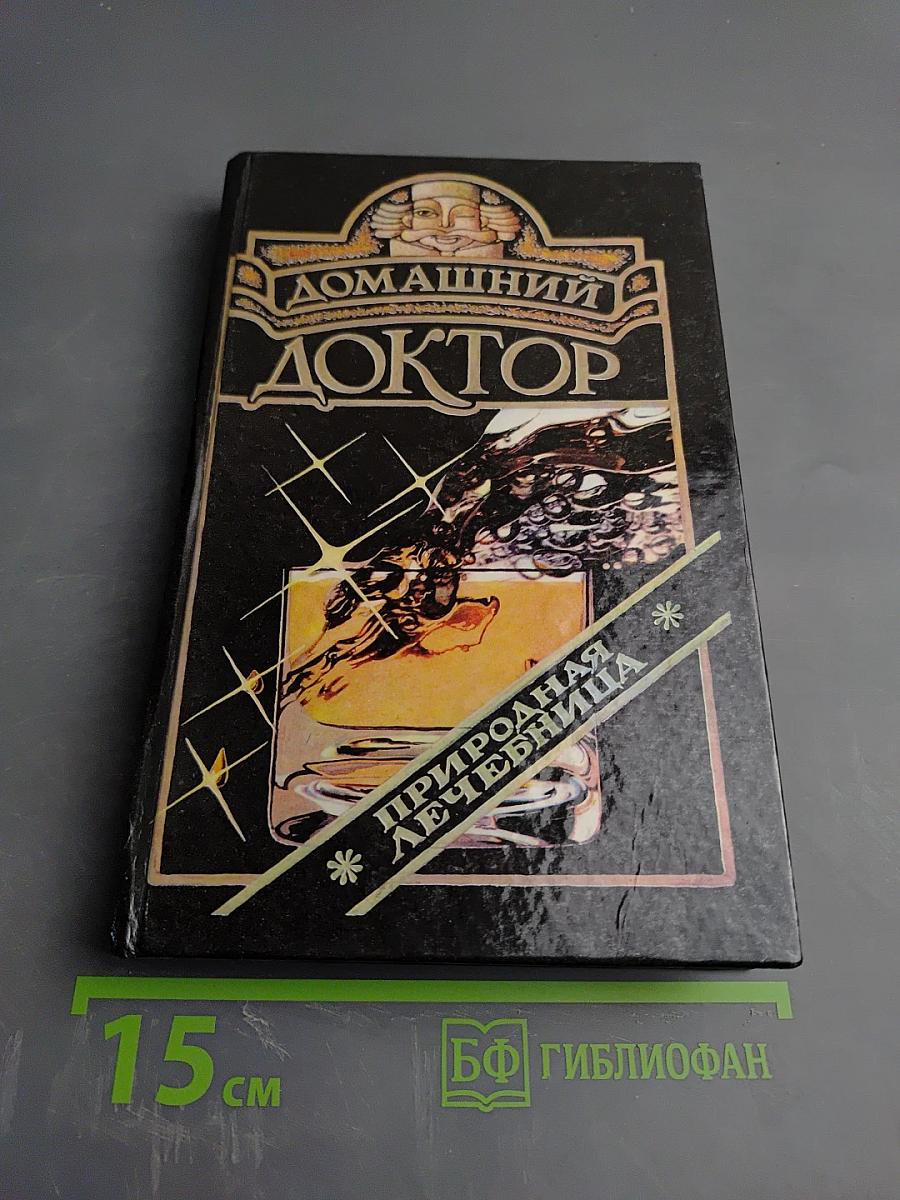 ДОМАШНИЙ
ДОКТОР
ПРИРОДНАЯ
ЛЕЧЕБНИЦА
15 см
БФ ГИБЛИОФАН